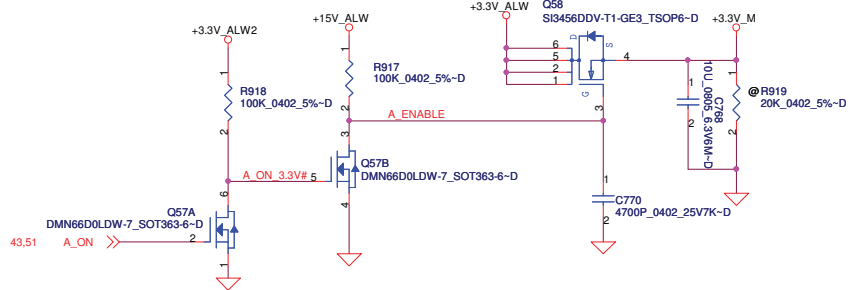 Q58
+3.3V_ALW
SI3456DDV-T1-GE3_TSOP6~D
+15V_ALW
+3.3V_M
+3.3V_ALW2
D
S
G
6
5
2
1
4
3
1
R917
100K_0402_5%~D
2
1
R918
100K_0402_5%~D
2
1
C768
10U_0805_6.3V6M~D
2
1
@R919
20K_0402_5%~D
2
A_ENABLE
3
Q57B
DMN66D0LDW-7_SOT363-6~D
A_ON_3.3V#
5
4
6
Q57A
DMN66D0LDW-7_SOT363-6~D
2
1
43,51
A_ON
1
C770
4700P_0402_25V7K~D
2